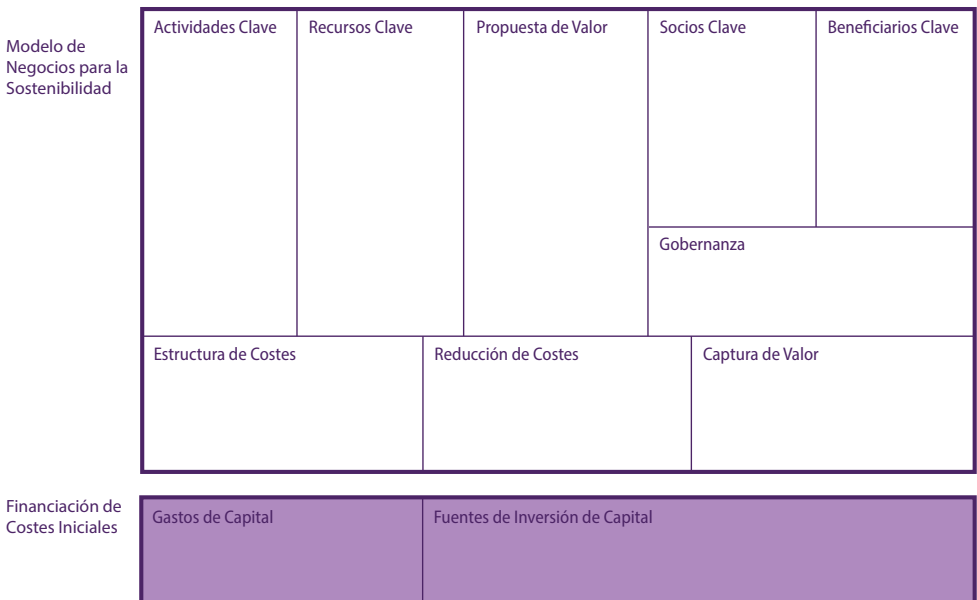 Modelo de
Negocios para la
Sostenibilidad
Actividades Clave
Recursos Clave
Propuesta de Valor
Socios Clave
Beneficiarios Clave
Gobernanza
Estructura de Costes
Reducción de Costes
Captura de Valor
Financiación de
Costes Iniciales
Gastos de Capital
Fuentes de Inversión de Capital